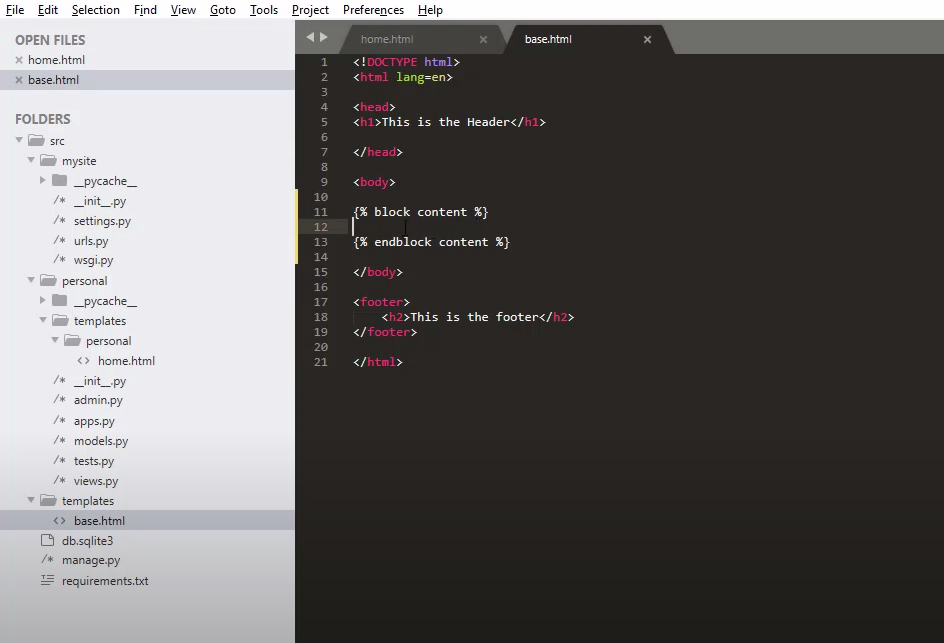 File Edit Selection Find View Goto Tools Project Preferences Help
OPEN FILES
home.html
base.html
FOLDERS
src
mysite
__pycache__
/* __init__.py
/* settings.py
/* urls.py
/* wsgi.py
personal
__pycache__
templates
personal
<> home.html
/* __init__.py
/* admin.py
/* apps.py
/* models.py
/* tests.py
/* views.py
templates
<> base.html
db.sqlite3
/* manage.py
requirements.txt
home.html base.html
1 <!DOCTYPE html>
2 <html lang=en>
3
4 <head>
5 <h1>This is the Header</h1>
6
7 </head>
8
9 <body>
10
11 {% block content %}
12
13 {% endblock content %}
14
15 </body>
16
17 <footer>
18 <h2>This is the footer</h2>
19 </footer>
20
21 </html>